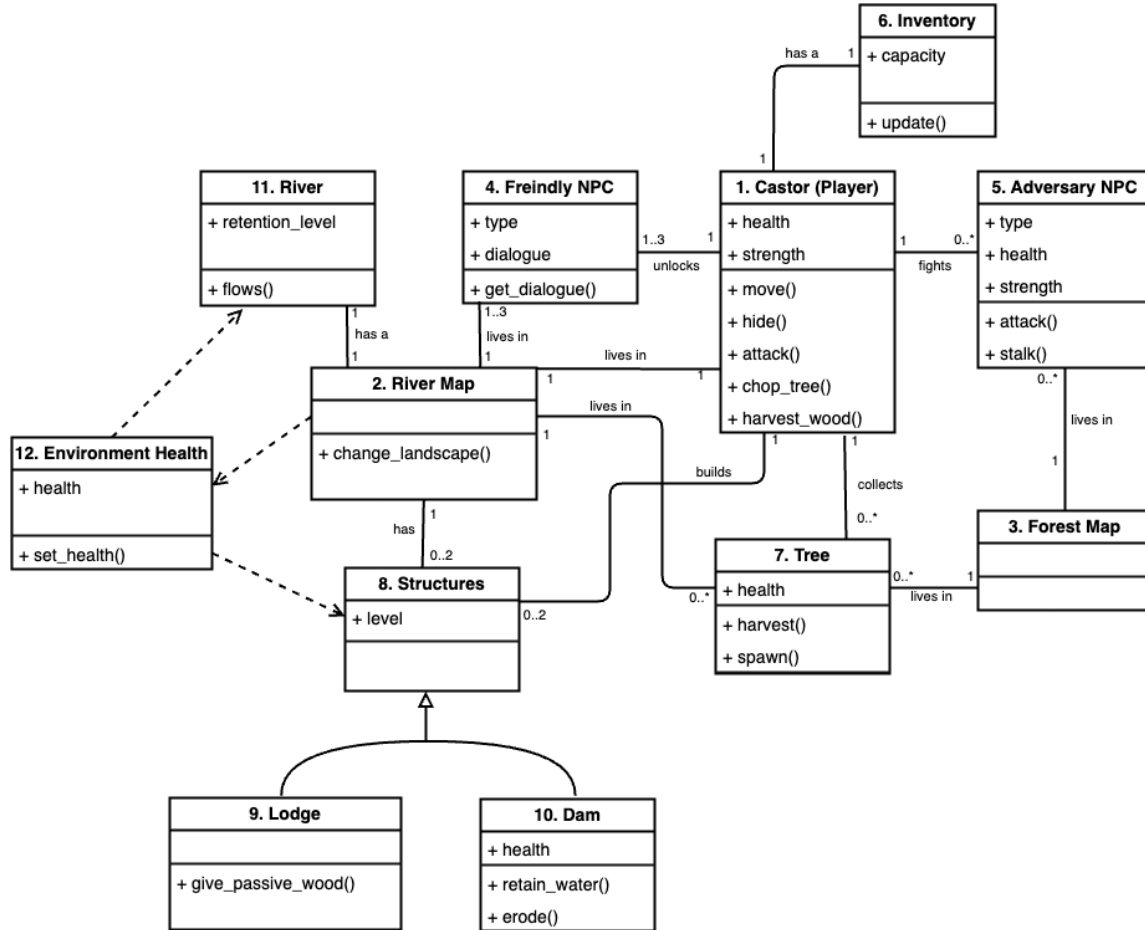 6. Inventory
+ capacity
+ update()
has a
1
1
11. River
+ retention_level
+ flows()
4. Freindly NPC
+ type
+ dialogue
+ get_dialogue()
1. Castor (Player)
+ health
+ strength
+ move()
+ hide()
+ attack()
+ chop_tree()
+ harvest_wood()
5. Adversary NPC
+ type
+ health
+ strength
+ attack()
+ stalk()
1..3
1
unlocks
1
0..*
fights
1
has a
1
1..3
lives in
1
lives in
1
1
2. River Map
+ change_landscape()
lives in
1
0..*
0..*
lives in
1
12. Environment Health
+ health
+ set_health()
1
has
0..2
1
builds
0..2
1
collects
0..*
3. Forest Map
7. Tree
+ health
+ harvest()
+ spawn()
0..*
1
lives in
8. Structures
+ level
9. Lodge
+ give_passive_wood()
10. Dam
+ health
+ retain_water()
+ erode()